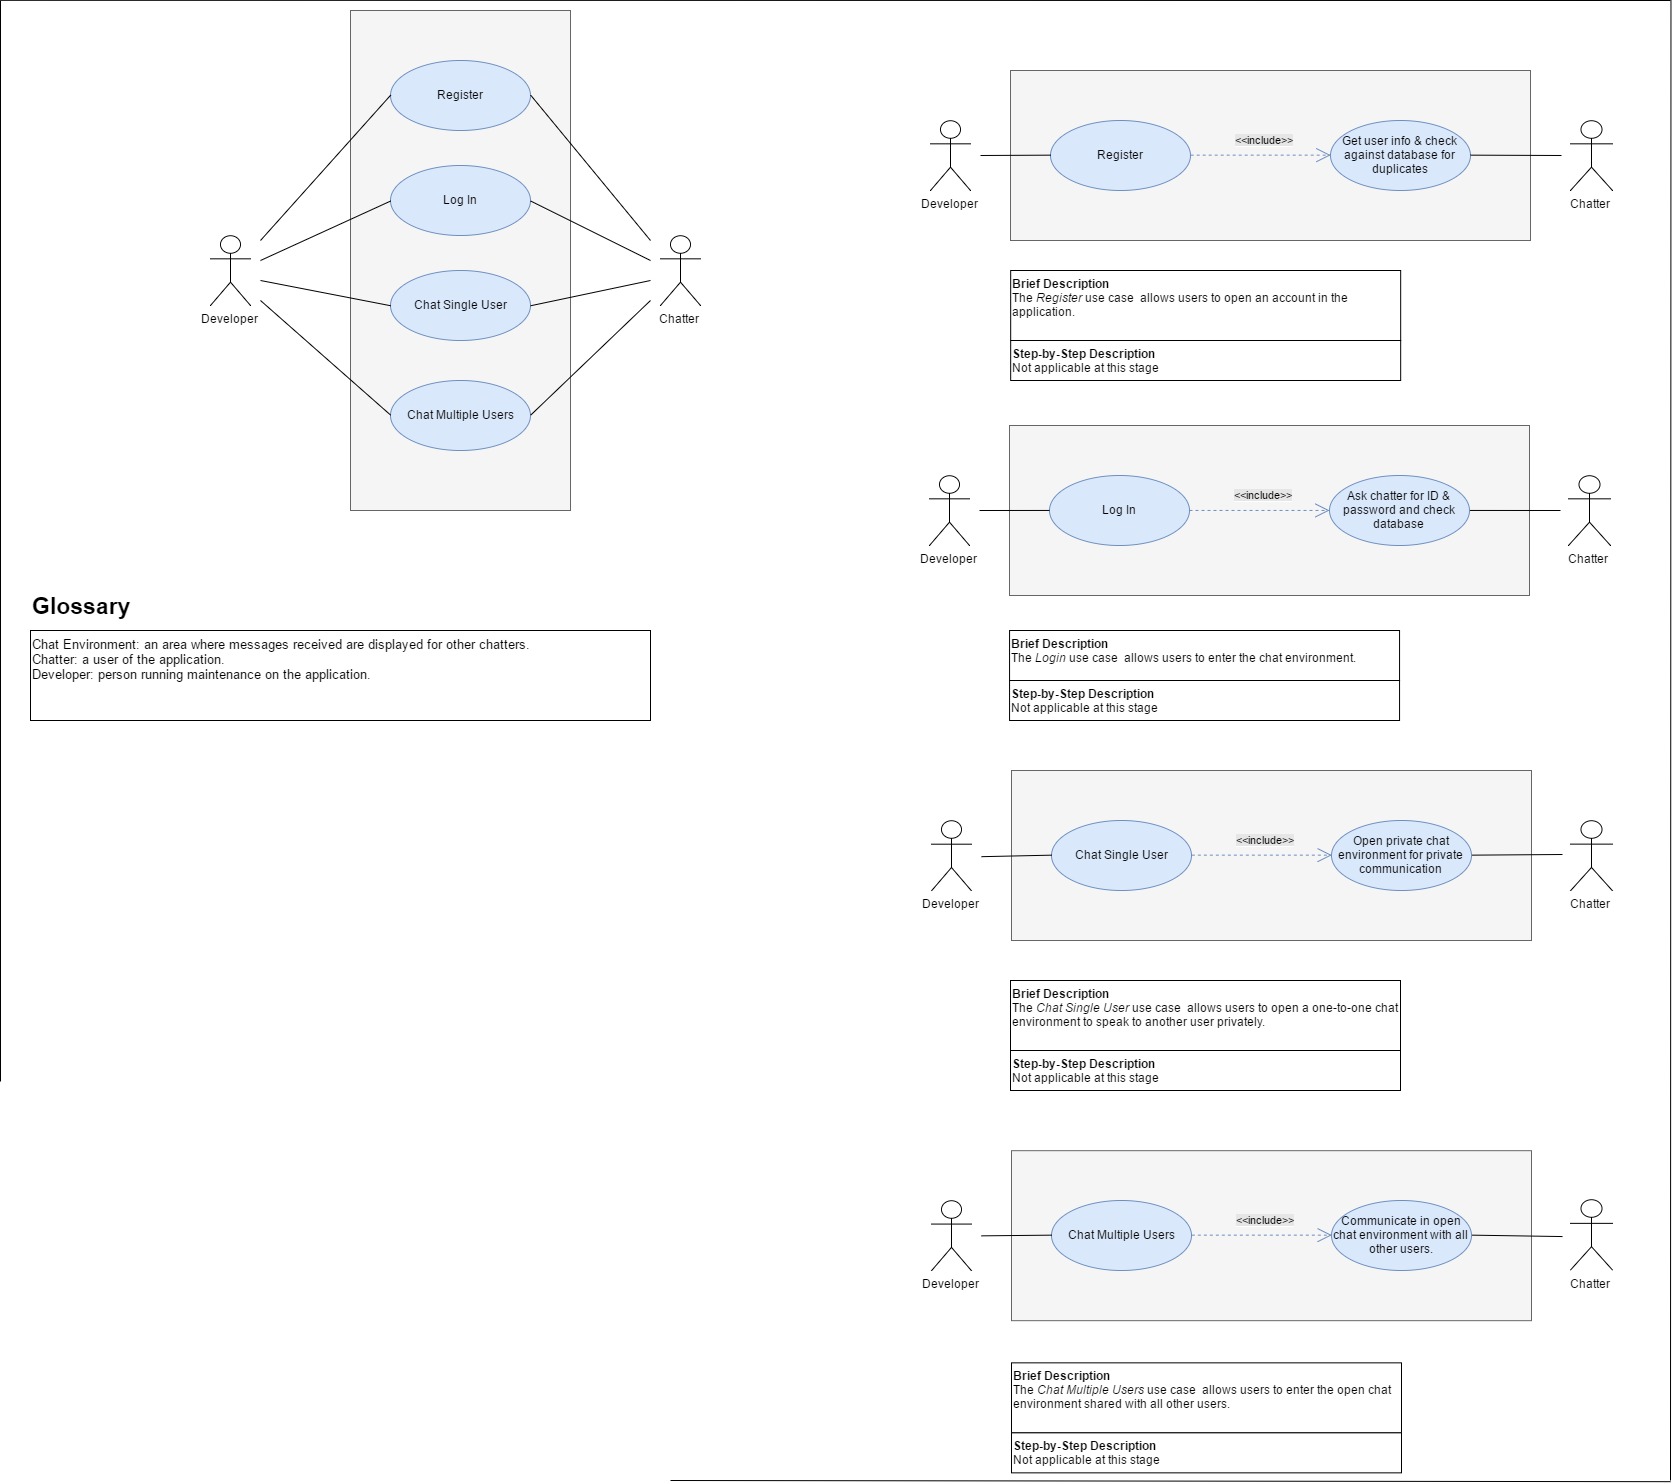 Register
Log In
Chat Single User
Chat Multiple Users
Developer
Chatter
Glossary
Chat Environment: an area where messages received are displayed for other chatters.
Chatter: a user of the application.
Developer: person running maintenance on the application.
Developer
Register
<<include>>
Get user info & check
against database for
duplicates
Chatter
Brief Description
The Register use case  allows users to open an account in the
application.
Step-by-Step Description
Not applicable at this stage
Developer
Log In
<<include>>
Ask chatter for ID &
password and check
database
Chatter
Brief Description
The Login use case  allows users to enter the chat environment.
Step-by-Step Description
Not applicable at this stage
Developer
Chat Single User
<<include>>
Open private chat
environment for private
communication
Chatter
Brief Description
The Chat Single User use case  allows users to open a one-to-one chat
environment to speak to another user privately.
Step-by-Step Description
Not applicable at this stage
Developer
Chat Multiple Users
<<include>>
Communicate in open
chat environment with all
other users.
Chatter
Brief Description
The Chat Multiple Users use case  allows users to enter the open chat
environment shared with all other users.
Step-by-Step Description
Not applicable at this stage